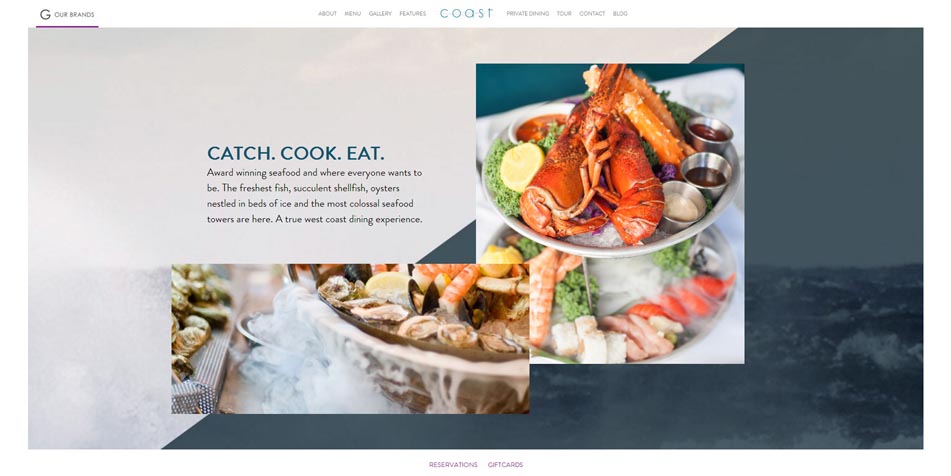 G OUR BRANDS
ABOUT MENU GALLERY FEATURES coast PRIVATE DINING TOUR CONTACT BLOG
CATCH. COOK. EAT.
Award winning seafood and where everyone wants to
be. The freshest fish, succulent shellfish, oysters
nestled in beds of ice and the most colossal seafood
towers are here. A true west coast dining experience.
RESERVATIONS GIFTCARDS